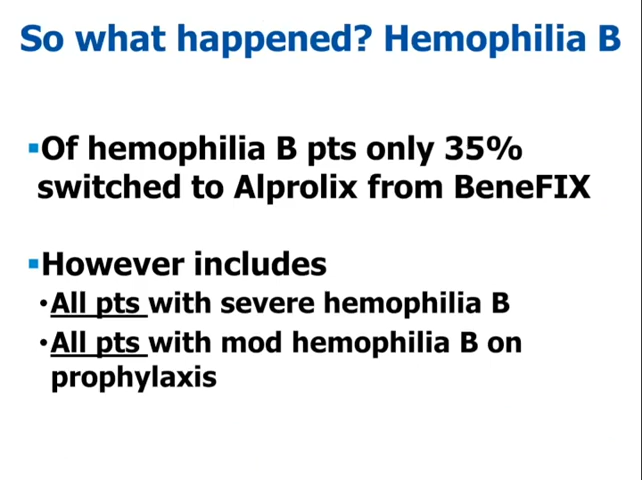 So what happened? Hemophilia B
▪Of hemophilia B pts only 35%
switched to Alprolix from BeneFIX
▪However includes
•All pts with severe hemophilia B
•All pts with mod hemophilia B on
prophylaxis